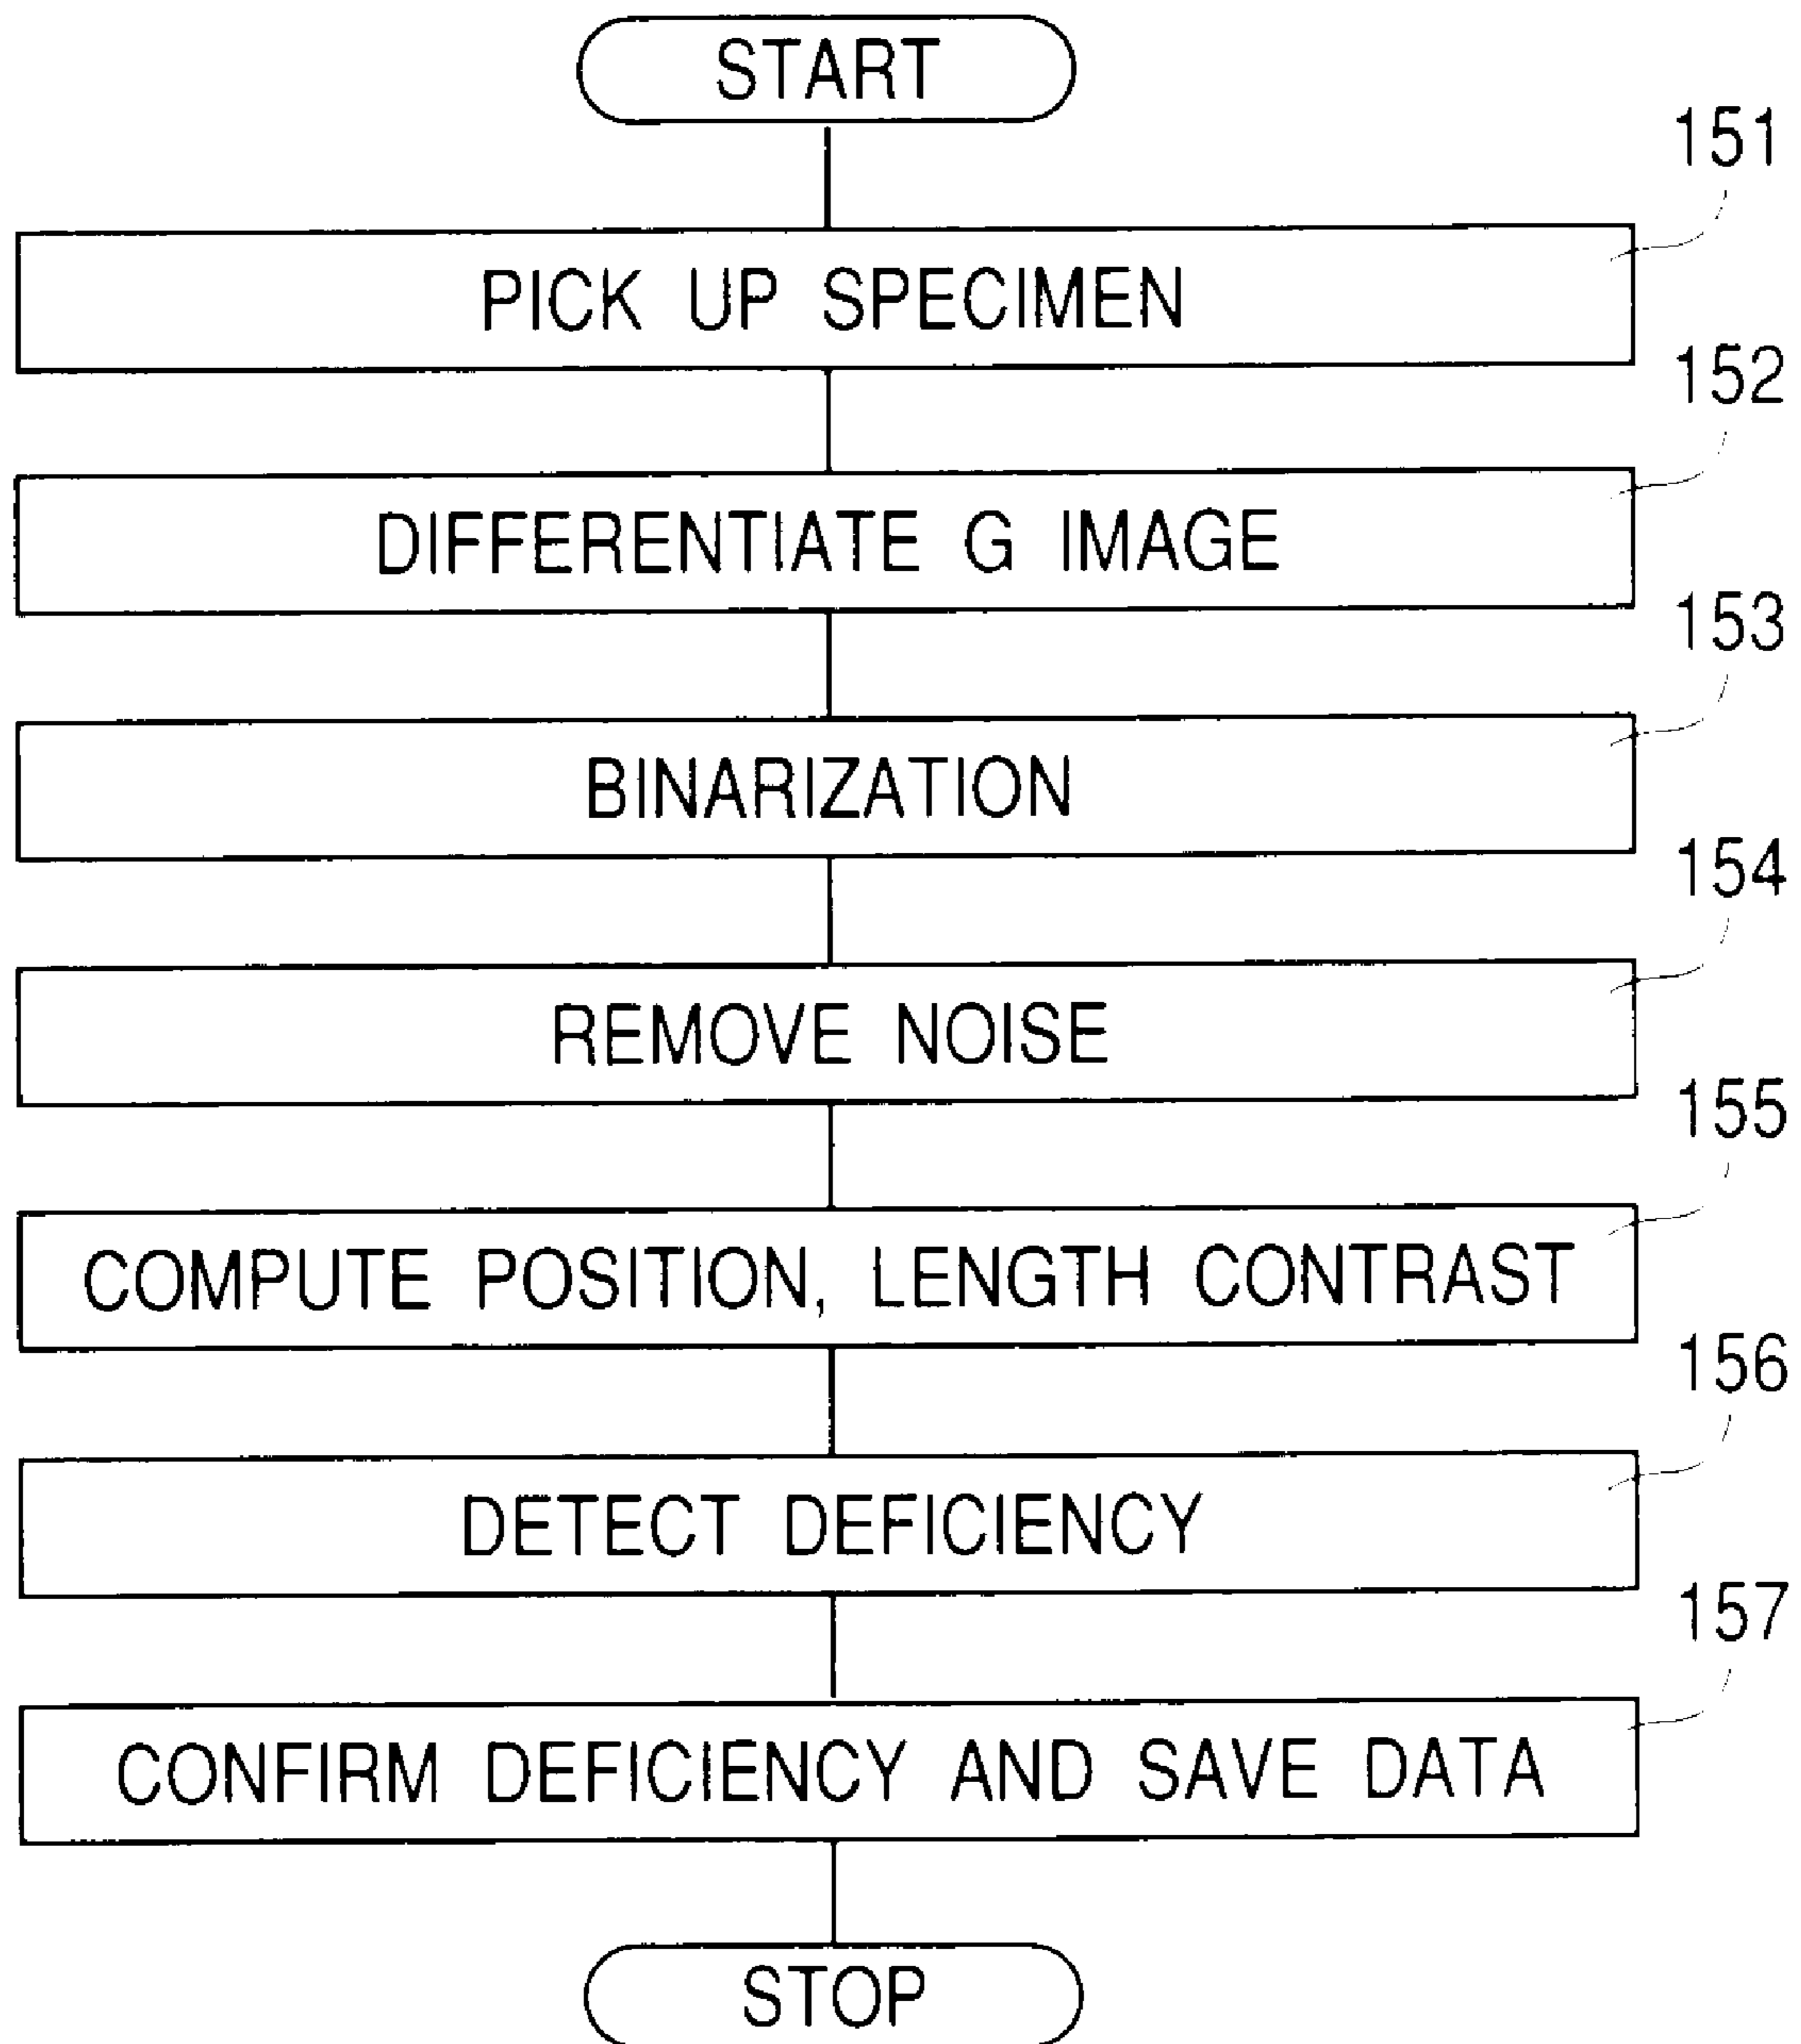 START
151
PICK UP SPECIMEN
152
DIFFERENTIATE G IMAGE
153
BINARIZATION
154
REMOVE NOISE
155
COMPUTE POSITION, LENGTH CONTRAST
156
DETECT DEFICIENCY
157
CONFIRM DEFICIENCY AND SAVE DATA
STOP